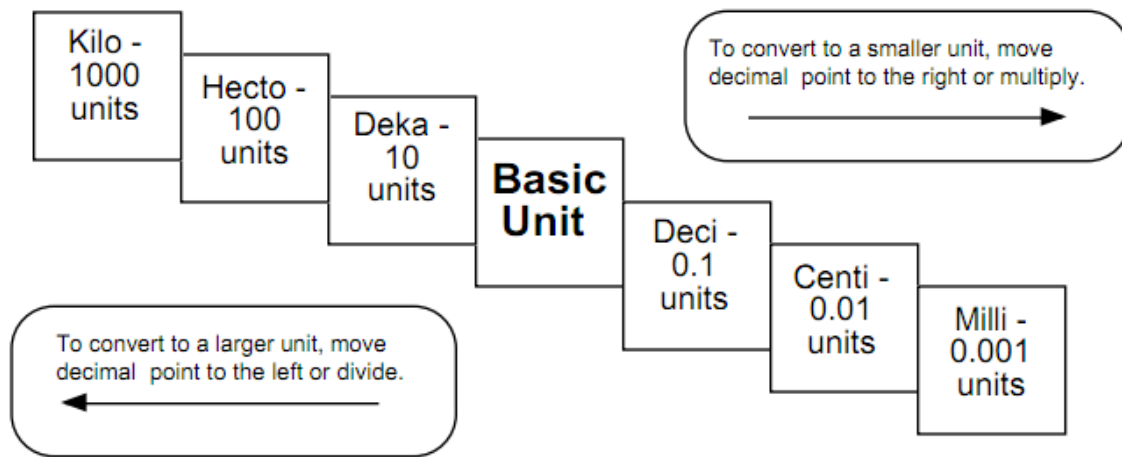 Kilo -
1000
units
Hecto -
100
units
Deka -
10
units
Basic
Unit
Deci -
0.1
units
Centi -
0.01
units
Milli -
0.001
units
To convert to a smaller unit, move
decimal point to the right or multiply.
To convert to a larger unit, move
decimal point to the left or divide.